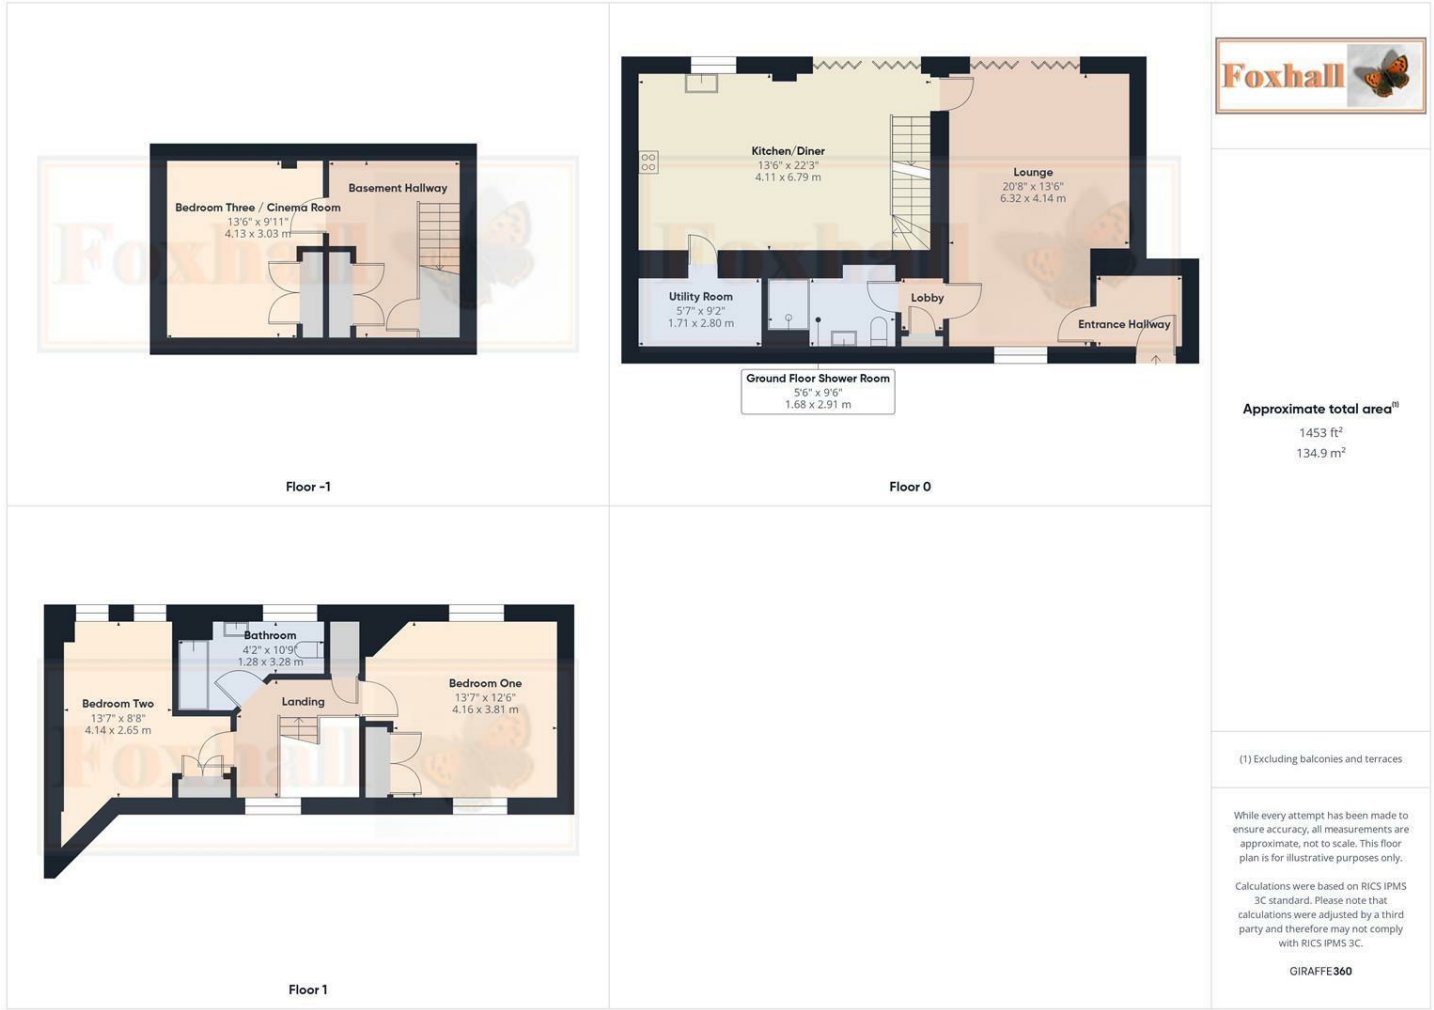 Bedroom Three / Cinema Room
13'6" x 9'11"
4.13 x 3.03 m
Basement Hallway
Foxhall
Floor -1
Kitchen/Diner
13'6" x 22'3"
4.11 x 6.79 m
Lounge
20'8" x 13'6"
6.32 x 4.14 m
Utility Room
5'7" x 9'2"
1.71 x 2.80 m
Lobby
Entrance Hallway
Ground Floor Shower Room
5'6" x 9'6"
1.68 x 2.91 m
Foxhall
Floor 0
Bathroom
4'2" x 10'9"
1.28 x 3.28 m
Bedroom Two
13'7" x 8'8"
4.14 x 2.65 m
Landing
Bedroom One
13'7" x 12'6"
4.16 x 3.81 m
Foxhall
Floor 1
Foxhall
Approximate total area(1)
1453 ft²
134.9 m²
(1) Excluding balconies and terraces
While every attempt has been made to
ensure accuracy, all measurements are
approximate, not to scale. This floor
plan is for illustrative purposes only.
Calculations were based on RICS IPMS
3C standard. Please note that
calculations were adjusted by a third
party and therefore may not comply
with RICS IPMS 3C.
GIRAFFE360